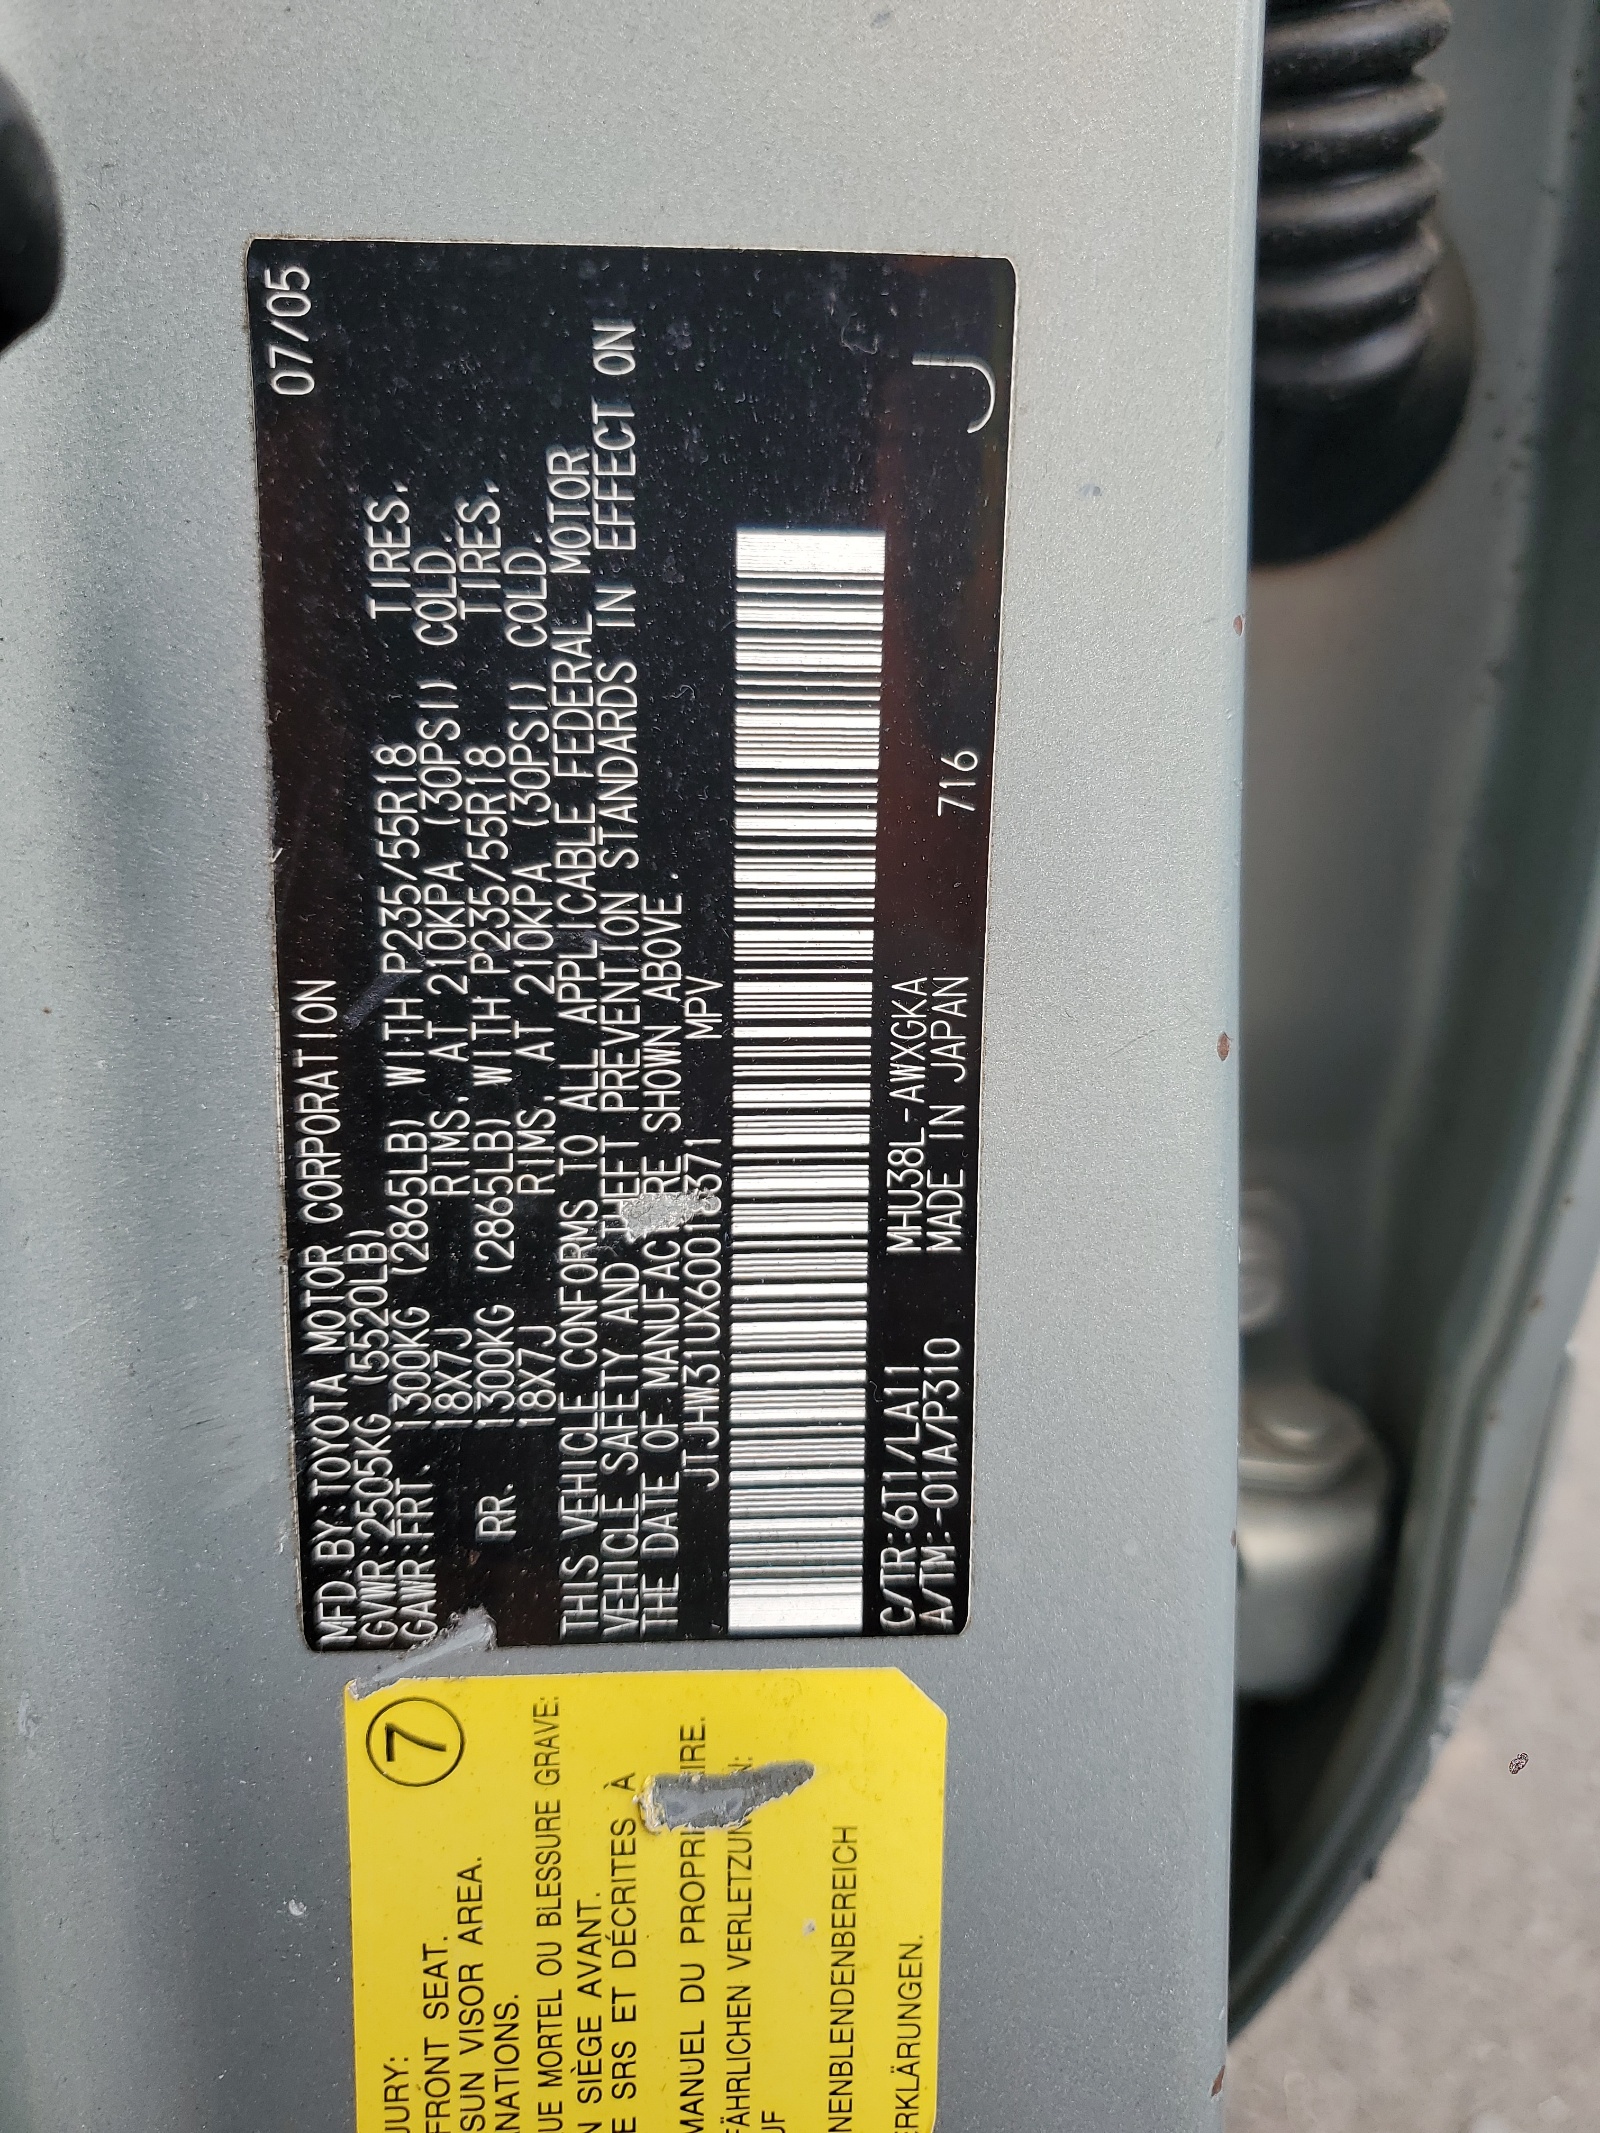 MFD.BY:TOYOTA MOTOR CORPORATION 07/05
GVWR:2505KG (5520LB)
GAWR:FRT. 1300KG (2865LB) WITH P235/55R18 TIRES,
18X7J RIMS, AT 210KPA (30PSI) COLD.
RR. 1300KG (2865LB) WITH P235/55R18 TIRES,
18X7J RIMS, AT 210KPA (30PSI) COLD.
THIS VEHICLE CONFORMS TO ALL APPLICABLE FEDERAL MOTOR
VEHICLE SAFETY AND THEFT PREVENTION STANDARDS IN EFFECT ON
THE DATE OF MANUFAC RE SHOWN ABOVE.
MPV
C/TR:6T1/LA11 MHU38L-AWXGKA
A/TM:-01A/P310 MADE IN JAPAN 716 J
7
JURY:
FRONT SEAT.
SUN VISOR AREA.
NATIONS.
UE MORTEL OU BLESSURE GRAVE:
N SIÈGE AVANT.
E SRS ET DÉCRITES À
MANUEL DU PROPRI IRE.
FÄHRLICHEN VERLETZUN N:
UF
NENBLENDENBEREICH
ERKLÄRUNGEN.